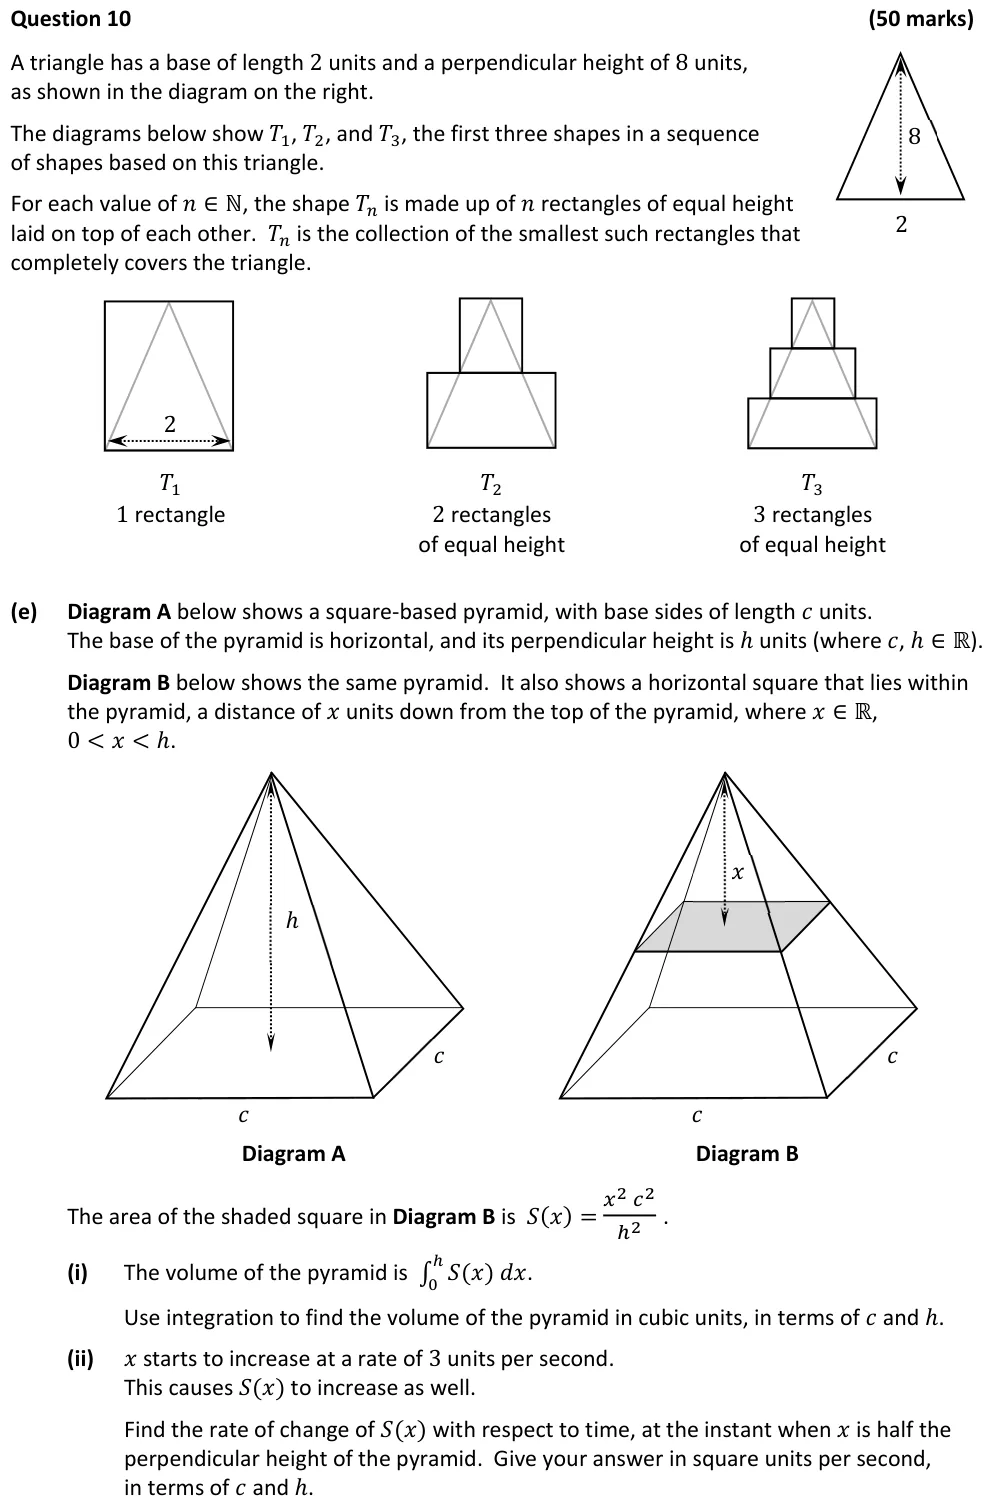 Question 10 (50 marks)
A triangle has a base of length 2 units and a perpendicular height of 8 units,
as shown in the diagram on the right.
The diagrams below show T₁, T₂, and T₃, the first three shapes in a sequence
of shapes based on this triangle.
For each value of n ∈ ℕ, the shape Tₙ is made up of n rectangles of equal height
laid on top of each other. Tₙ is the collection of the smallest such rectangles that
completely covers the triangle.
8
2
2
T₁ T₂ T₃
1 rectangle 2 rectangles 3 rectangles
of equal height of equal height
(e) Diagram A below shows a square-based pyramid, with base sides of length c units.
The base of the pyramid is horizontal, and its perpendicular height is h units (where c, h ∈ ℝ).
Diagram B below shows the same pyramid. It also shows a horizontal square that lies within
the pyramid, a distance of x units down from the top of the pyramid, where x ∈ ℝ,
0 < x < h.
h
c
c
Diagram A
x
c
c
Diagram B
The area of the shaded square in Diagram B is S(x) = x² c² / h² .
(i) The volume of the pyramid is ∫₀ʰ S(x) dx.
Use integration to find the volume of the pyramid in cubic units, in terms of c and h.
(ii) x starts to increase at a rate of 3 units per second.
This causes S(x) to increase as well.
Find the rate of change of S(x) with respect to time, at the instant when x is half the
perpendicular height of the pyramid. Give your answer in square units per second,
in terms of c and h.